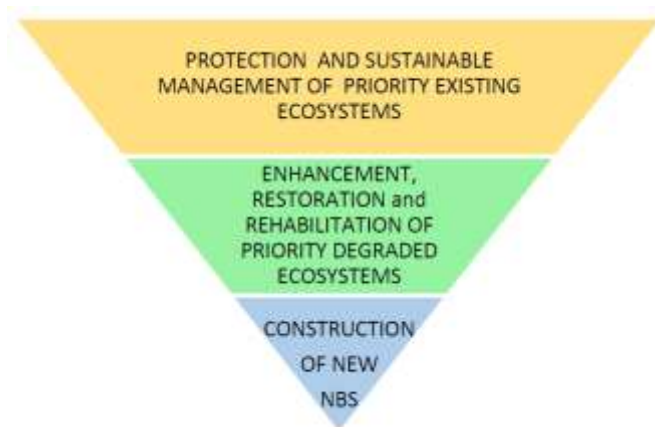 PROTECTION AND SUSTAINABLE
MANAGEMENT OF PRIORITY EXISTING
ECOSYSTEMS
ENHANCEMENT,
RESTORATION and
REHABILITATION OF
PRIORITY DEGRADED
ECOSYSTEMS
CONSTRUCTION
OF NEW
NBS